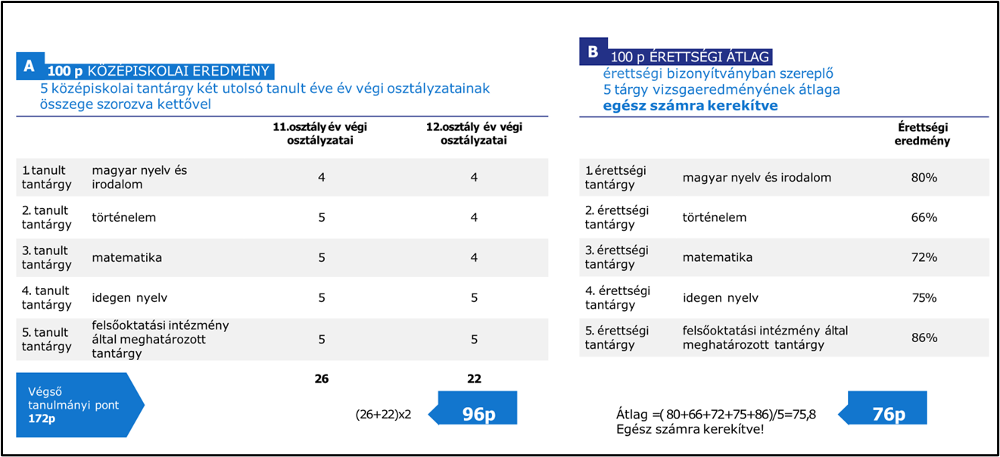 A
100 p KÖZÉPISKOLAI EREDMÉNY
5 középiskolai tantárgy két utolsó tanult éve év végi osztályzatainak
összege szorozva kettővel
11.osztály év végi
osztályzatai
12.osztály év végi
osztályzatai
1.tanult
tantárgy
magyar nyelv és
irodalom
4
4
2. tanult
tantárgy
történelem
5
4
3. tanult
tantárgy
matematika
5
4
4. tanult
tantárgy
idegen nyelv
5
5
5. tanult
tantárgy
felsőoktatási intézmény
által meghatározott
tantárgy
5
5
26
22
Végső
tanulmányi pont
172p
(26+22)x2
96p
B
100 p ÉRETTSÉGI ÁTLAG
érettségi bizonyítványban szereplő
5 tárgy vizsgaeredményének átlaga
egész számra kerekítve
Érettségi
eredmény
1.érettségi
tantárgy
magyar nyelv és irodalom
80%
2. érettségi
tantárgy
történelem
66%
3. érettségi
tantárgy
matematika
72%
4. érettségi
tantárgy
idegen nyelv
75%
5. érettségi
tantárgy
felsőoktatási intézmény által
meghatározott tantárgy
86%
Átlag =( 80+66+72+75+86)/5=75,8
Egész számra kerekítve!
76p